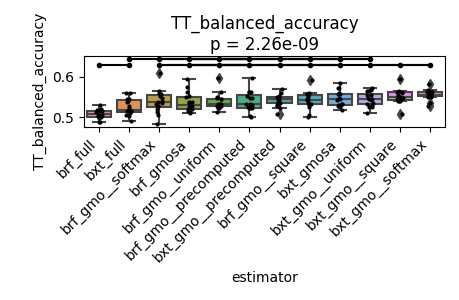 TT_balanced_accuracy
p = 2.26e-09
TT_balanced_accuracy
0.6
0.5
brf_full
bxt_full
brf_gmo__softmax
brf_gmosa
brf_gmo__uniform
brf_gmo__precomputed
bxt_gmo__precomputed
brf_gmo__square
bxt_gmosa
bxt_gmo__uniform
bxt_gmo__square
bxt_gmo__softmax
estimator